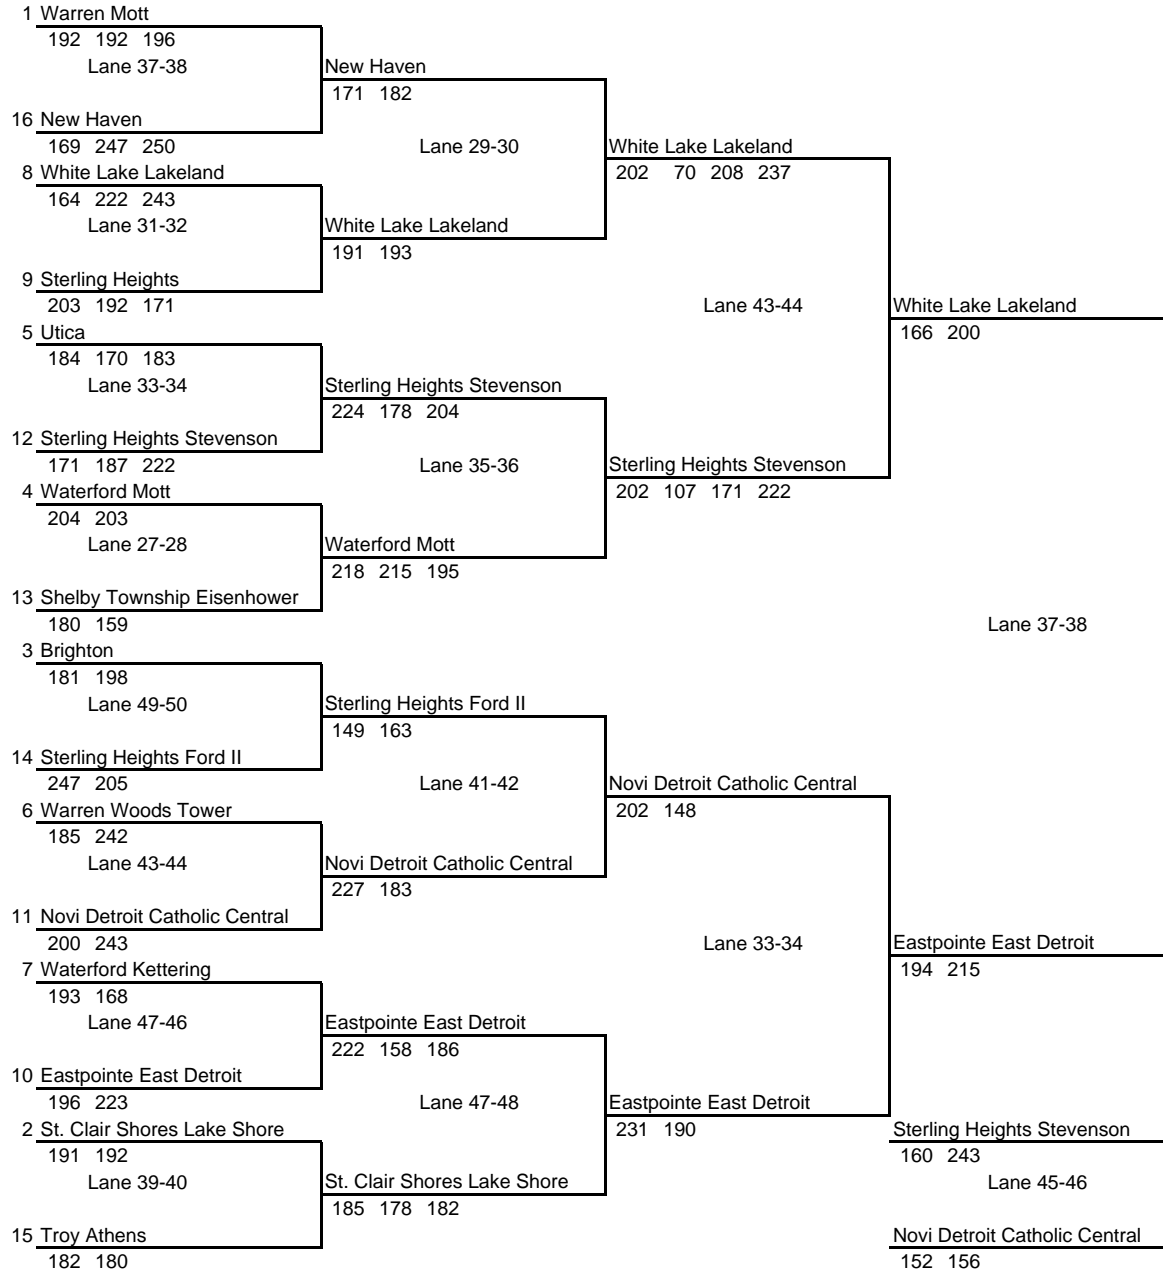 1 Warren Mott
192 192 196
Lane 37-38
New Haven
171 182
16 New Haven
169 247 250
Lane 29-30
White Lake Lakeland
202 70 208 237
8 White Lake Lakeland
164 222 243
Lane 31-32
White Lake Lakeland
191 193
9 Sterling Heights
203 192 171
Lane 43-44
White Lake Lakeland
166 200
5 Utica
184 170 183
Lane 33-34
Sterling Heights Stevenson
224 178 204
12 Sterling Heights Stevenson
171 187 222
Lane 35-36
Sterling Heights Stevenson
202 107 171 222
4 Waterford Mott
204 203
Lane 27-28
Waterford Mott
218 215 195
13 Shelby Township Eisenhower
180 159
Lane 37-38
3 Brighton
181 198
Lane 49-50
Sterling Heights Ford II
149 163
14 Sterling Heights Ford II
247 205
Lane 41-42
Novi Detroit Catholic Central
202 148
6 Warren Woods Tower
185 242
Lane 43-44
Novi Detroit Catholic Central
227 183
11 Novi Detroit Catholic Central
200 243
Lane 33-34
Eastpointe East Detroit
194 215
7 Waterford Kettering
193 168
Lane 47-46
Eastpointe East Detroit
222 158 186
10 Eastpointe East Detroit
196 223
Lane 47-48
Eastpointe East Detroit
231 190
2 St. Clair Shores Lake Shore
191 192
Lane 39-40
St. Clair Shores Lake Shore
185 178 182
15 Troy Athens
182 180
Sterling Heights Stevenson
160 243
Lane 45-46
Novi Detroit Catholic Central
152 156